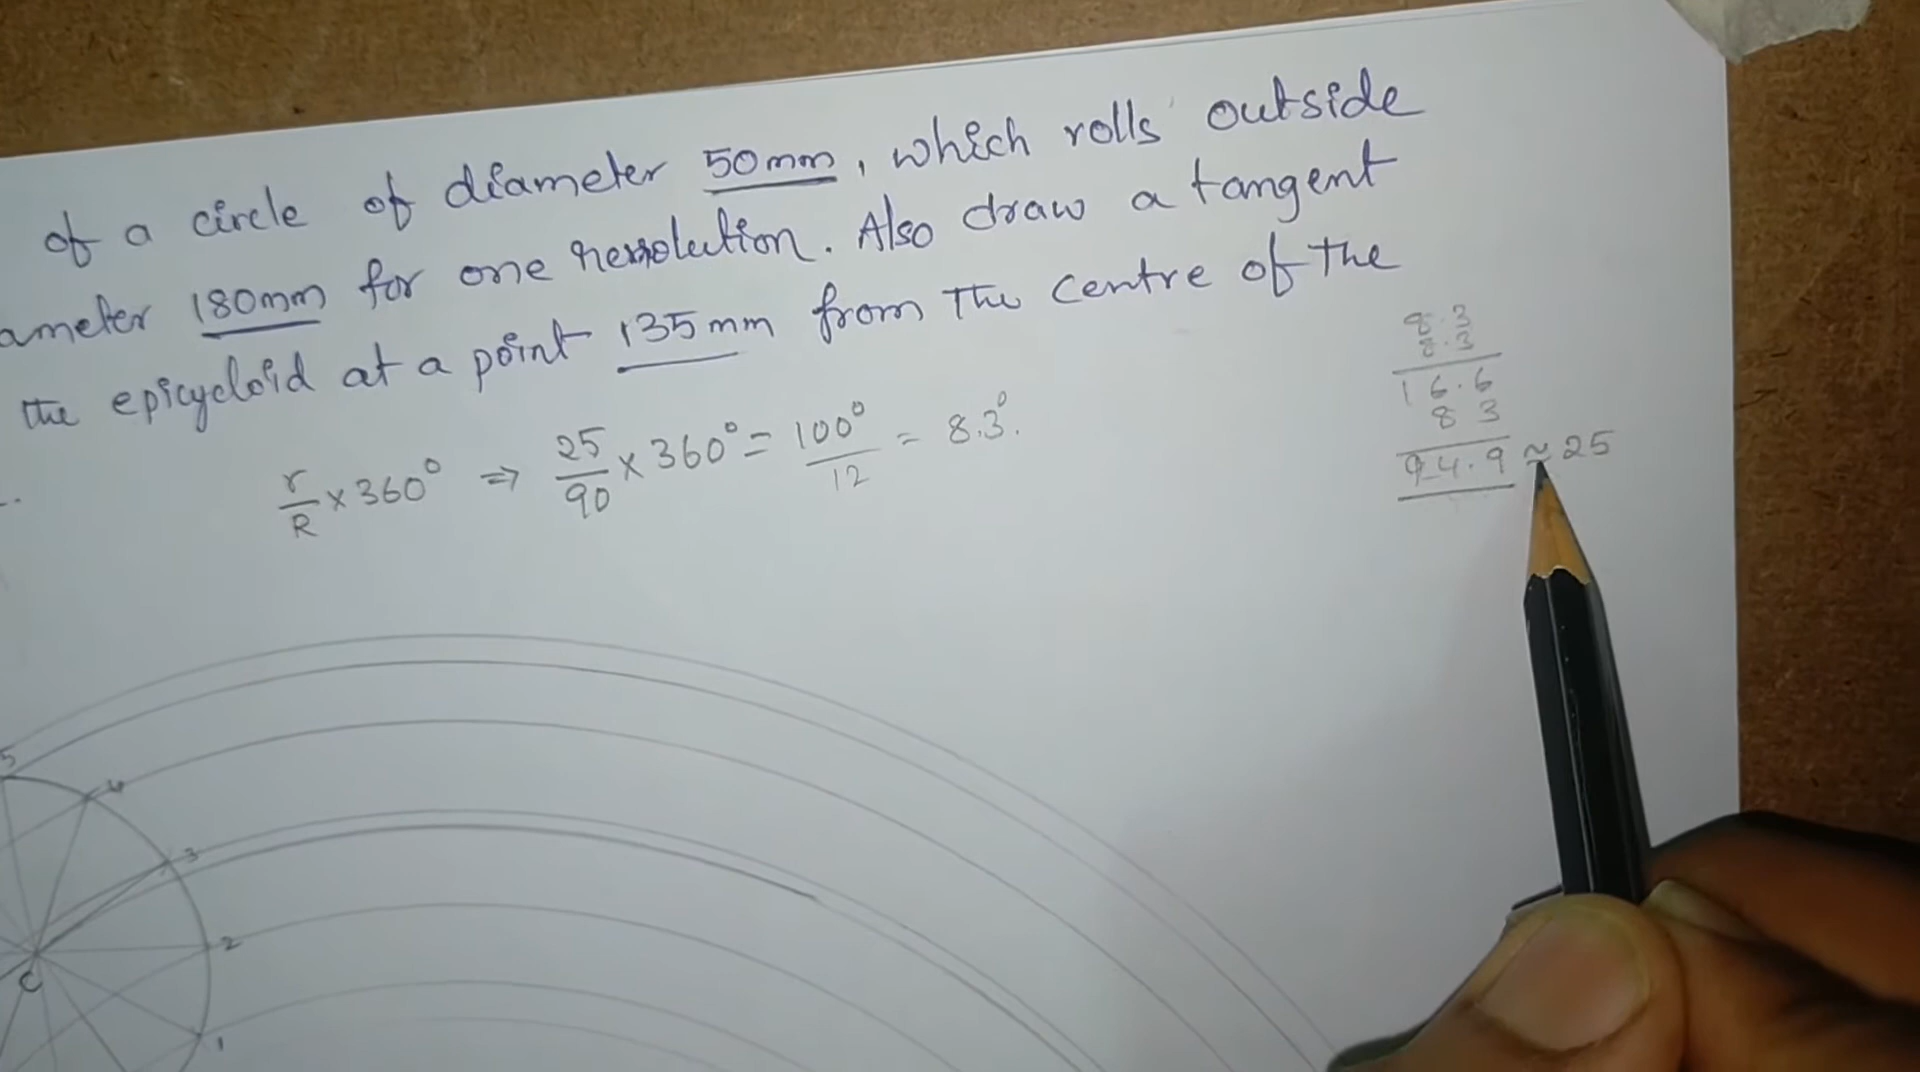 of a circle of diameter 50mm, which rolls outside
ameter 180mm for one revolution. Also draw a tangent
the epicycloid at a point 135mm from the centre of the
r/R × 360° ⇒ 25/90 × 360° = 100°/12 = 8.3°.
8.3
8.3
16.6
8 3
24.9 ≈ 25
5
4
3
2
C
1